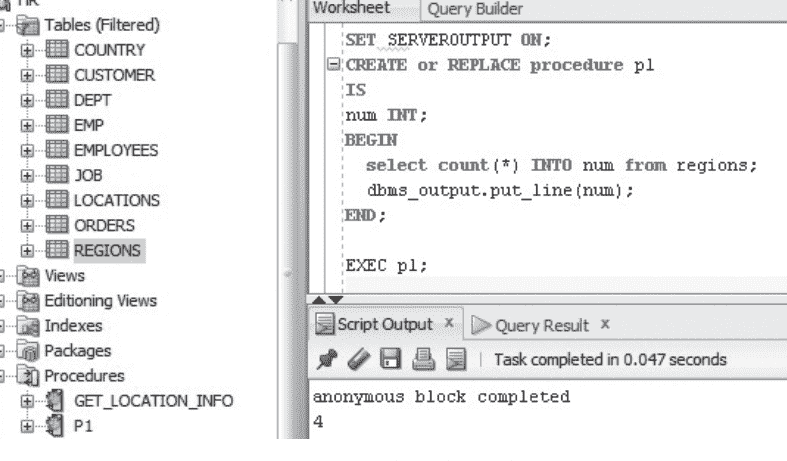 HR
Tables (Filtered)
COUNTRY
CUSTOMER
DEPT
EMP
EMPLOYEES
JOB
LOCATIONS
ORDERS
REGIONS
Views
Editioning Views
Indexes
Packages
Procedures
GET_LOCATION_INFO
P1
Worksheet Query Builder
SET SERVEROUTPUT ON;
CREATE or REPLACE procedure p1
IS
num INT;
BEGIN
select count(*) INTO num from regions;
dbms_output.put_line(num);
END;
EXEC p1;
Script Output x Query Result x
Task completed in 0.047 seconds
anonymous block completed
4